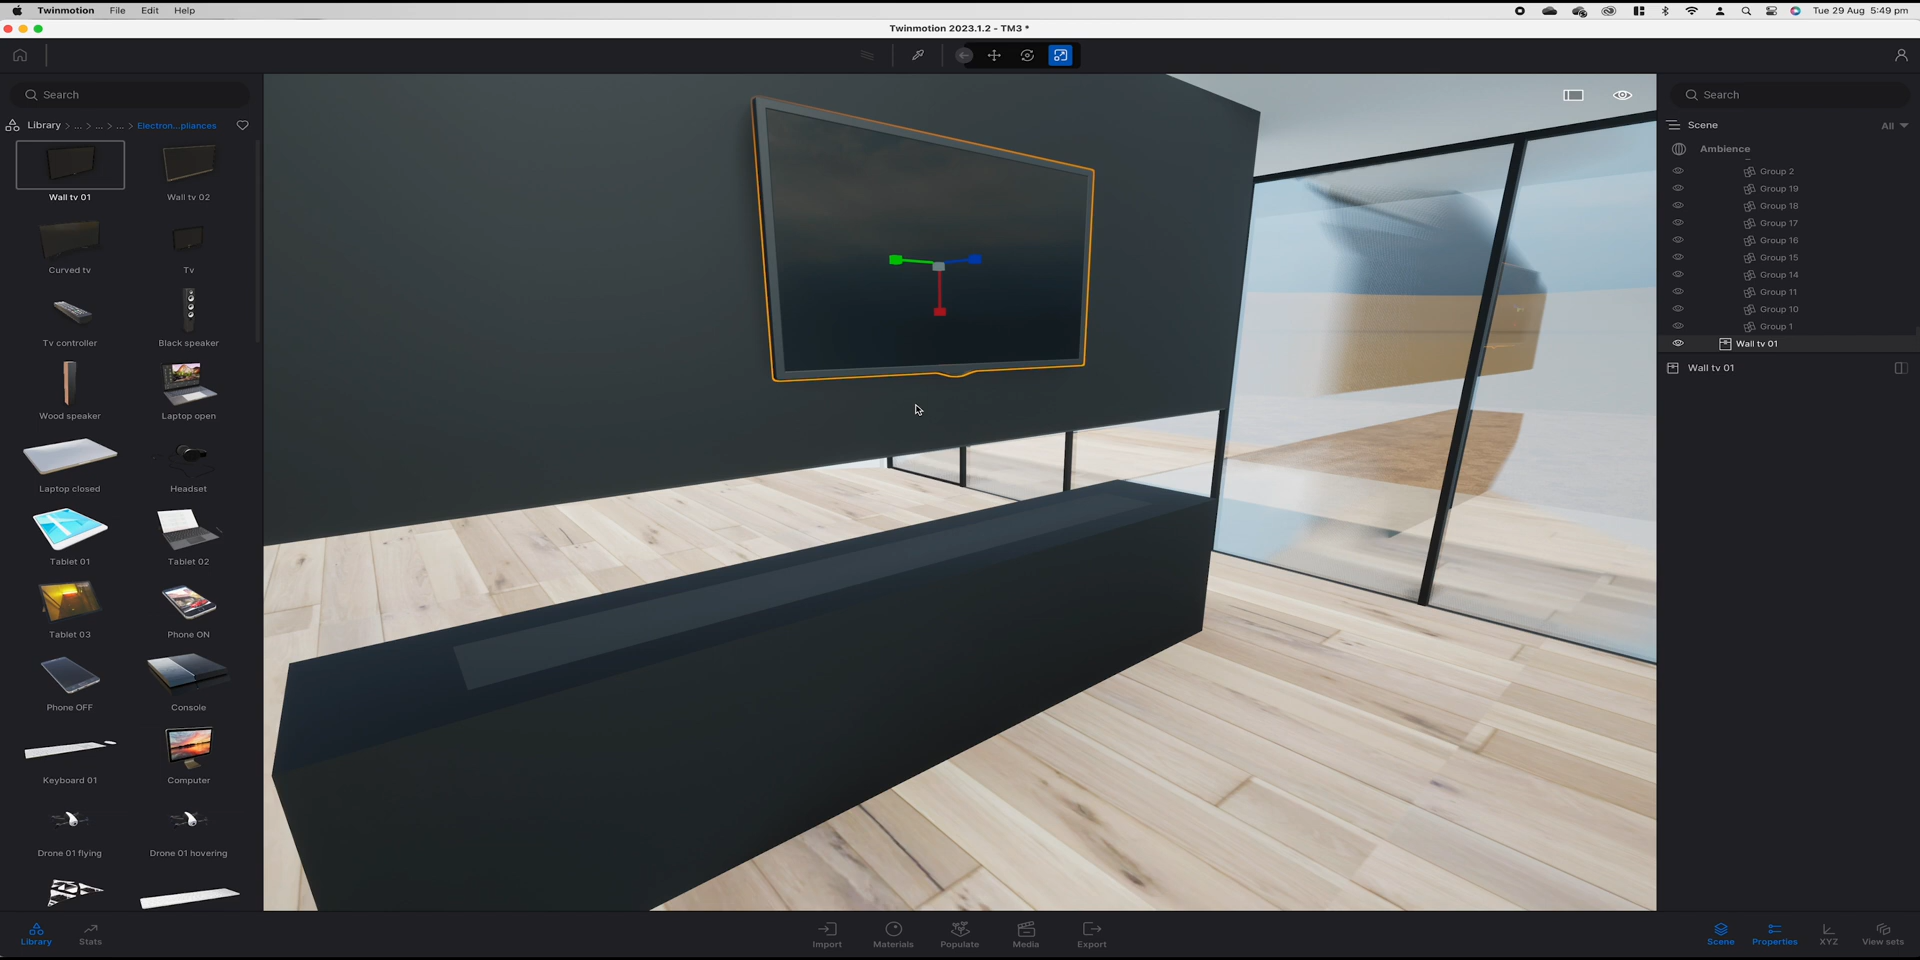 Twinmotion File Edit Help
Tue 29 Aug 5:49 pm
Twinmotion 2023.1.2 - TM3 *
Search
Library > ... > ... > ... > Electron...pliances
Wall tv 01
Wall tv 02
Curved tv
Tv
Tv controller
Black speaker
Wood speaker
Laptop open
Laptop closed
Headset
Tablet 01
Tablet 02
Tablet 03
Phone ON
Phone OFF
Console
Keyboard 01
Computer
Drone 01 flying
Drone 01 hovering
Search
Scene
All
Ambience
Group 2
Group 19
Group 18
Group 17
Group 16
Group 15
Group 14
Group 11
Group 10
Group 1
Wall tv 01
Wall tv 01
Library
Stats
Import
Materials
Populate
Media
Export
Scene
Properties
XYZ
View sets